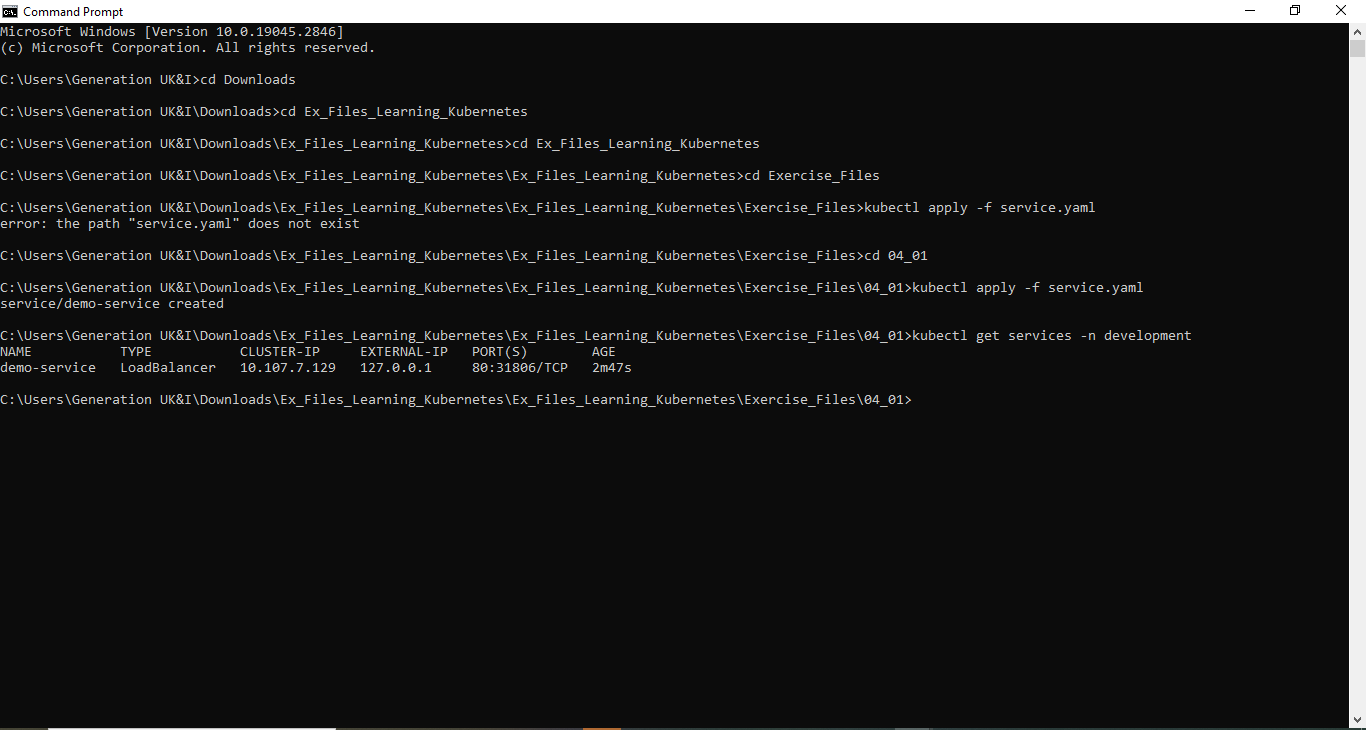 Command Prompt
Microsoft Windows [Version 10.0.19045.2846]
(c) Microsoft Corporation. All rights reserved.
C:\Users\Generation UK&I>cd Downloads
C:\Users\Generation UK&I\Downloads>cd Ex_Files_Learning_Kubernetes
C:\Users\Generation UK&I\Downloads\Ex_Files_Learning_Kubernetes>cd Ex_Files_Learning_Kubernetes
C:\Users\Generation UK&I\Downloads\Ex_Files_Learning_Kubernetes\Ex_Files_Learning_Kubernetes>cd Exercise_Files
C:\Users\Generation UK&I\Downloads\Ex_Files_Learning_Kubernetes\Ex_Files_Learning_Kubernetes\Exercise_Files>kubectl apply -f service.yaml
error: the path "service.yaml" does not exist
C:\Users\Generation UK&I\Downloads\Ex_Files_Learning_Kubernetes\Ex_Files_Learning_Kubernetes\Exercise_Files>cd 04_01
C:\Users\Generation UK&I\Downloads\Ex_Files_Learning_Kubernetes\Ex_Files_Learning_Kubernetes\Exercise_Files\04_01>kubectl apply -f service.yaml
service/demo-service created
C:\Users\Generation UK&I\Downloads\Ex_Files_Learning_Kubernetes\Ex_Files_Learning_Kubernetes\Exercise_Files\04_01>kubectl get services -n development
NAME           TYPE           CLUSTER-IP     EXTERNAL-IP   PORT(S)        AGE
demo-service   LoadBalancer   10.107.7.129   127.0.0.1     80:31806/TCP   2m47s
C:\Users\Generation UK&I\Downloads\Ex_Files_Learning_Kubernetes\Ex_Files_Learning_Kubernetes\Exercise_Files\04_01>